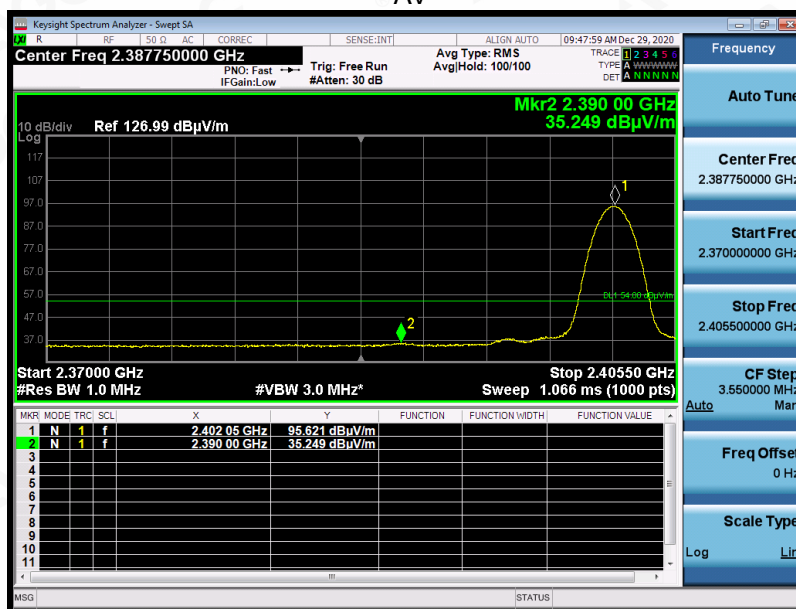 AV
Keysight Spectrum Analyzer - Swept SA
LXI R RF 50 Ω AC CORREC SENSE:INT ALIGN AUTO 09:47:59 AM Dec 29, 2020
Center Freq 2.387750000 GHz
PNO: Fast
IFGain:Low
Trig: Free Run
#Atten: 30 dB
Avg Type: RMS
Avg|Hold: 100/100
TRACE 1 2 3 4 5 6
TYPE A WWWWW
DET A N N N N N
Mkr2 2.390 00 GHz
35.249 dBµV/m
10 dB/div Ref 126.99 dBµV/m
Log
117
107
97.0
87.0
77.0
67.0
57.0
47.0
37.0
1
DL1 54.00 dBµV/m
2
Start 2.37000 GHz Stop 2.40550 GHz
#Res BW 1.0 MHz #VBW 3.0 MHz* Sweep 1.066 ms (1000 pts)
MKR MODE TRC SCL X Y FUNCTION FUNCTION WIDTH FUNCTION VALUE
1 N 1 f 2.402 05 GHz 95.621 dBµV/m
2 N 1 f 2.390 00 GHz 35.249 dBµV/m
3
4
5
6
7
8
9
10
11
MSG STATUS
Frequency
Auto Tune
Center Freq
2.387750000 GHz
Start Freq
2.370000000 GHz
Stop Freq
2.405500000 GHz
CF Step
3.550000 MHz
Auto Man
Freq Offset
0 Hz
Scale Type
Log Lin